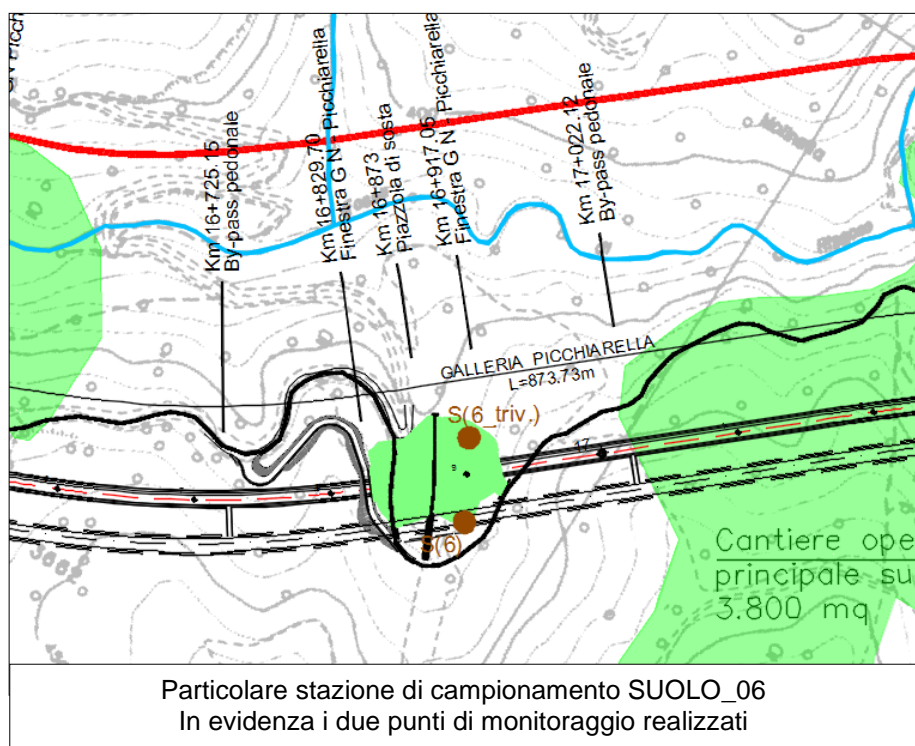 Km 16+725.15
By-pass pedonale
Km 16+829.70
Finestra G N - Picchiarella
Km 16+873
Piazzola di sosta
Km 16+917.05
Finestra G N - Picchiarella
Km 17+022.12
By-pass pedonale
GALLERIA PICCHIARELLA
L=873.73m
S(6_triv.)
17
S(6)
Cantiere ope
principale su
3.800 mq
Particolare stazione di campionamento SUOLO_06
In evidenza i due punti di monitoraggio realizzati